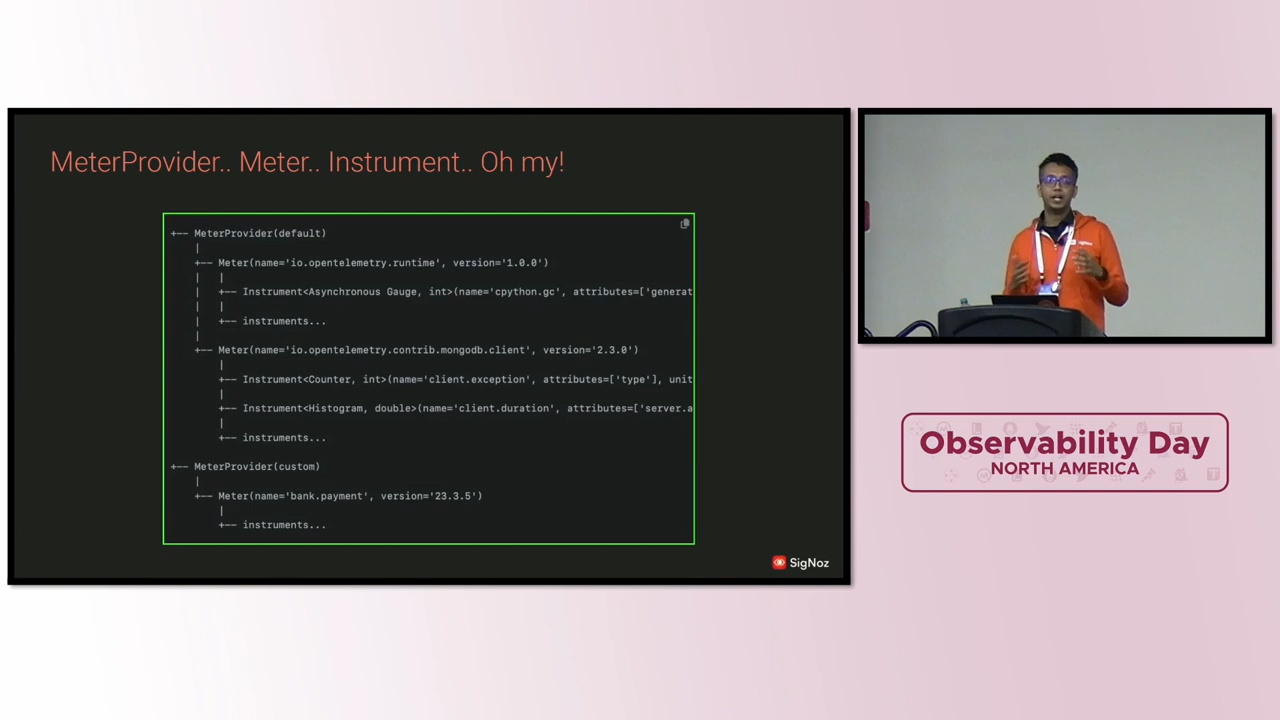 MeterProvider.. Meter.. Instrument.. Oh my!
+-- MeterProvider(default)
|
+-- Meter(name='io.opentelemetry.runtime', version='1.0.0')
| |
| +-- Instrument<Asynchronous Gauge, int>(name='cpython.gc', attributes=['generat
| |
| +-- instruments...
|
+-- Meter(name='io.opentelemetry.contrib.mongodb.client', version='2.3.0')
|
+-- Instrument<Counter, int>(name='client.exception', attributes=['type'], unit
|
+-- Instrument<Histogram, double>(name='client.duration', attributes=['server.a
|
+-- instruments...
+-- MeterProvider(custom)
|
+-- Meter(name='bank.payment', version='23.3.5')
|
+-- instruments...
SigNoz
Observability Day
NORTH AMERICA